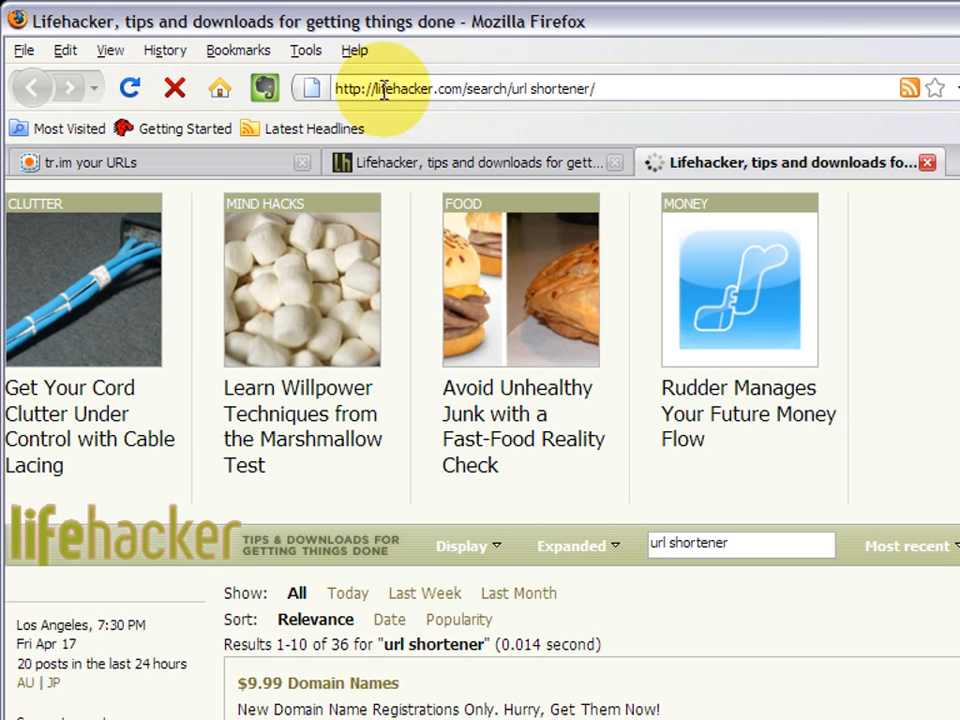 Lifehacker, tips and downloads for getting things done - Mozilla Firefox
File Edit View History Bookmarks Tools Help
http://lifehacker.com/search/url shortener/
Most Visited Getting Started Latest Headlines
tr.im your URLs lh Lifehacker, tips and downloads for gett... Lifehacker, tips and downloads fo...
CLUTTER MIND HACKS FOOD MONEY
Get Your Cord
Clutter Under
Control with Cable
Lacing
Learn Willpower
Techniques from
the Marshmallow
Test
Avoid Unhealthy
Junk with a
Fast-Food Reality
Check
Rudder Manages
Your Future Money
Flow
lifehacker TIPS & DOWNLOADS FOR
GETTING THINGS DONE
Display Expanded url shortener Most recent
Show: All Today Last Week Last Month
Sort: Relevance Date Popularity
Results 1-10 of 36 for "url shortener" (0.014 second)
Los Angeles, 7:30 PM
Fri Apr 17
20 posts in the last 24 hours
AU | JP
$9.99 Domain Names
New Domain Name Registrations Only. Hurry, Get Them Now!